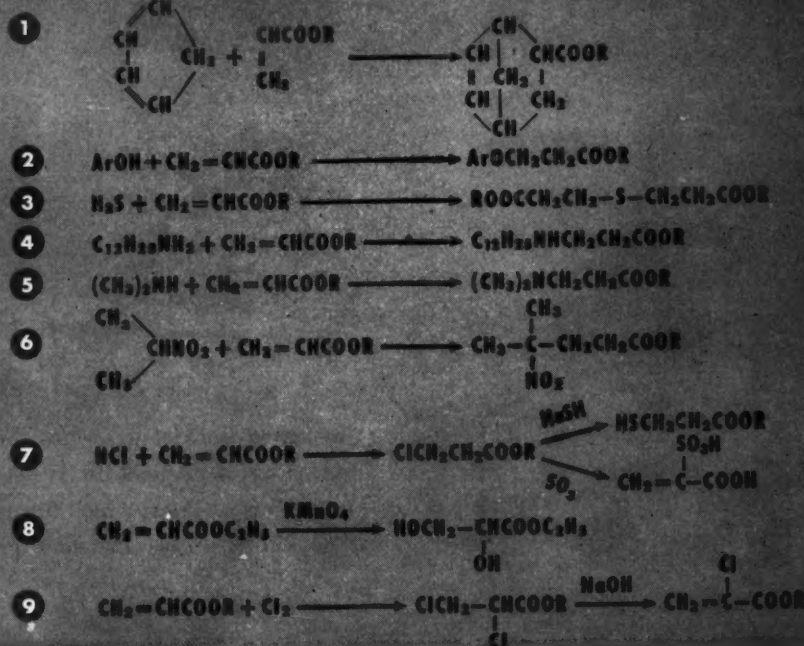 1
CH
CH CHCOOR
CH₂ +
CH CH₂
CH
CH
CH CHCOOR
CH₂
CH CH₂
CH
2 ArOH + CH₂=CHCOOR → ArOCH₂CH₂COOR
3 H₂S + CH₂=CHCOOR → ROOCCH₂CH₂–S–CH₂CH₂COOR
4 C₁₂H₂₅NH₂ + CH₂=CHCOOR → C₁₂H₂₅NHCH₂CH₂COOR
5 (CH₃)₂NH + CH₂=CHCOOR → (CH₃)₂NCH₂CH₂COOR
CH₃ CH₃
6 CHNO₂ + CH₂=CHCOOR → CH₃–C–CH₂CH₂COOR
CH₃ NO₂
NaSH HSCH₂CH₂COOR
7 HCl + CH₂=CHCOOR → ClCH₂CH₂COOR
SO₃H
SO₃ CH₂=C–COOH
KMnO₄
8 CH₂=CHCOOC₂H₅ → HOCH₂–CHCOOC₂H₅
OH
NaOH Cl
9 CH₂=CHCOOR + Cl₂ → ClCH₂–CHCOOR → CH₂=C–COOR
Cl